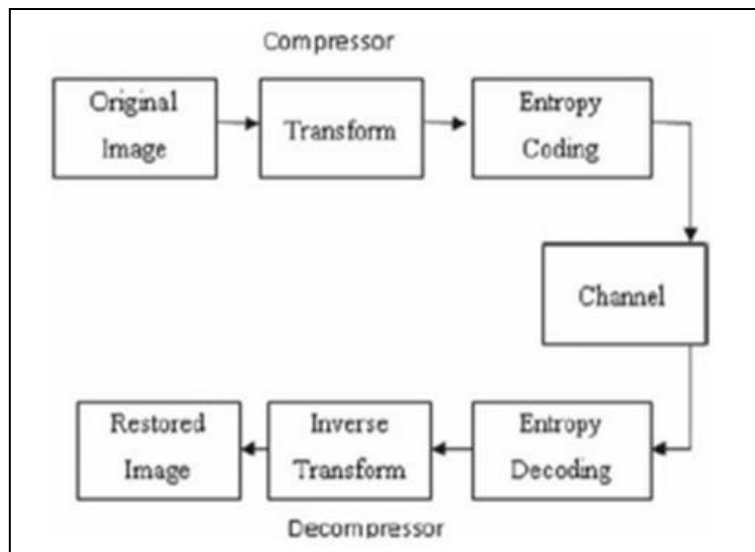 Compressor
Original
Image
Transform
Entropy
Coding
Channel
Restored
Image
Inverse
Transform
Entropy
Decoding
Decompressor